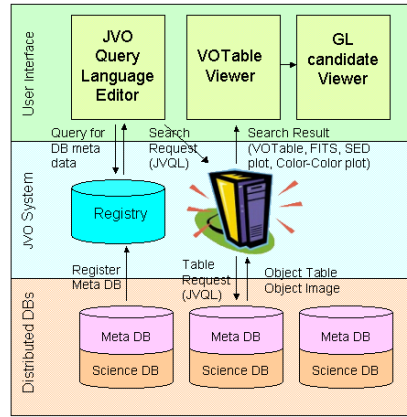 User Interface
JVO
Query
Language
Editor
VOTable
Viewer
GL
candidate
Viewer
Query for
DB meta
data
Search
Request
(JVQL)
Search Result
(VOTable, FITS, SED
plot, Color-Color plot)
JVO System
Registry
Register
Meta DB
Table
Request
(JVQL)
Object Table
Object Image
Distributed DBs
Meta DB
Science DB
Meta DB
Science DB
Meta DB
Science DB